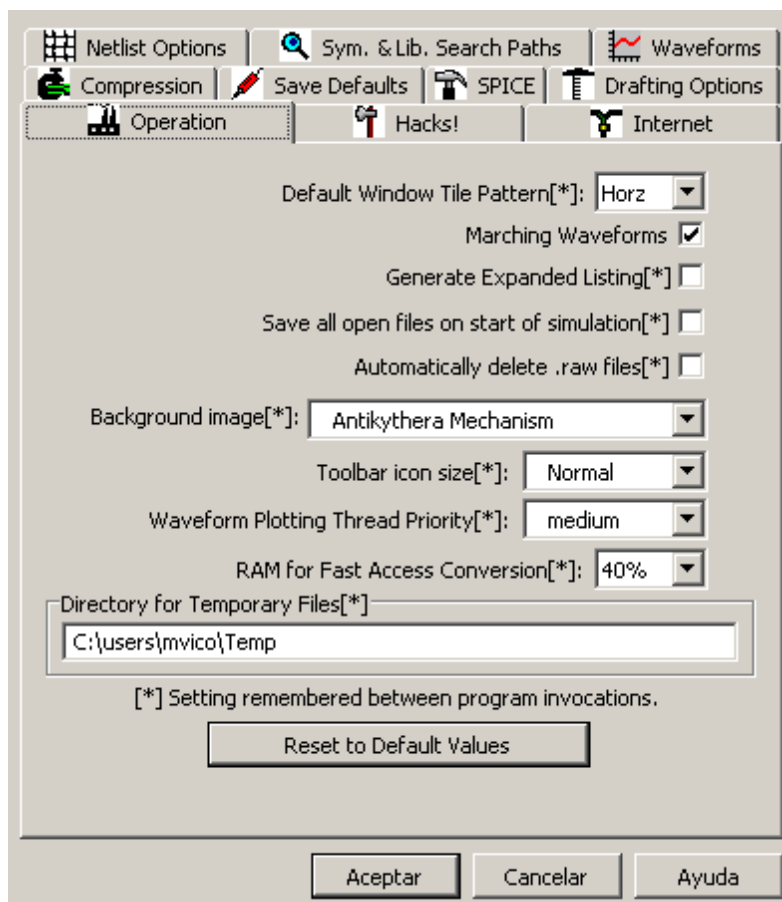 Netlist Options Sym. & Lib. Search Paths Waveforms
Compression Save Defaults SPICE Drafting Options
Operation Hacks! Internet
Default Window Tile Pattern[*]: Horz
Marching Waveforms
Generate Expanded Listing[*]
Save all open files on start of simulation[*]
Automatically delete .raw files[*]
Background image[*]: Antikythera Mechanism
Toolbar icon size[*]: Normal
Waveform Plotting Thread Priority[*]: medium
RAM for Fast Access Conversion[*]: 40%
Directory for Temporary Files[*]
C:\users\mvico\Temp
[*] Setting remembered between program invocations.
Reset to Default Values
Aceptar Cancelar Ayuda